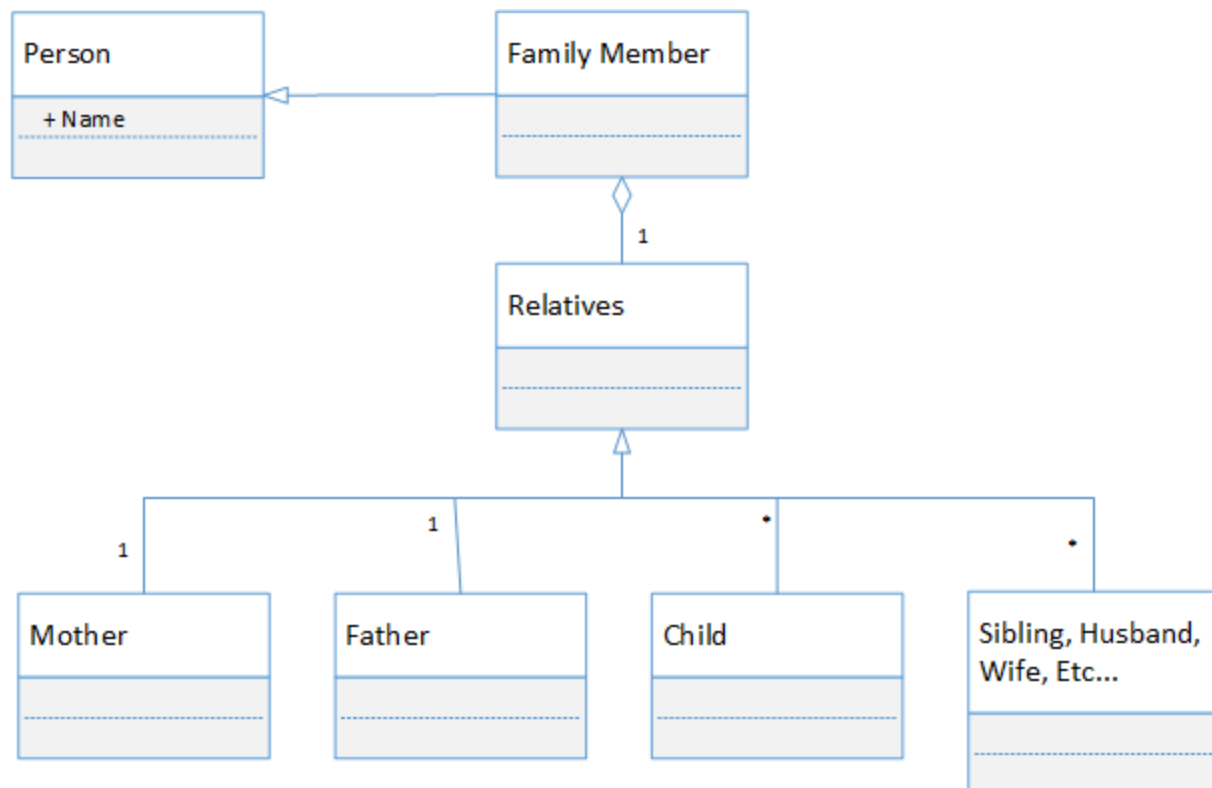 Person
Family Member
+ Name
1
Relatives
1
1
*
*
Mother
Father
Child
Sibling, Husband,
Wife, Etc...